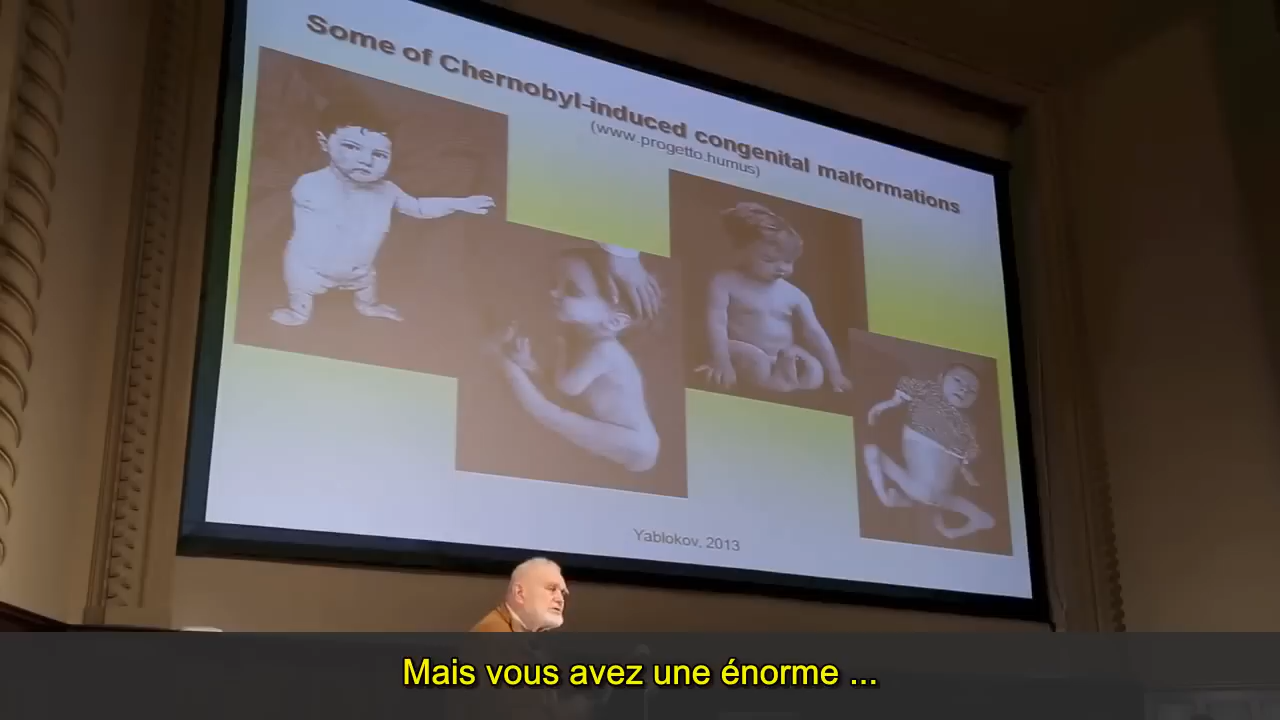 Some of Chernobyl-induced congenital malformations
(www.progetto.humus)
Yablokov, 2013
Mais vous avez une énorme ...